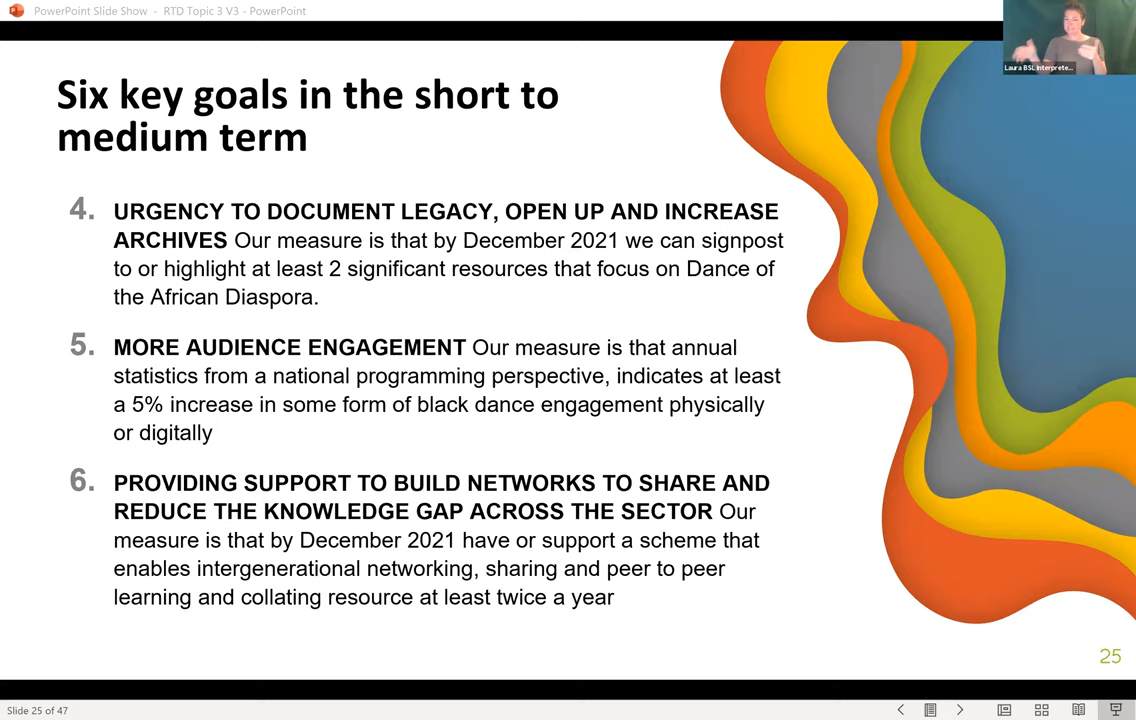 PowerPoint Slide Show - RTD Topic 3 V3 - PowerPoint
Laura BSL Interprete...
Six key goals in the short to
medium term
4. URGENCY TO DOCUMENT LEGACY, OPEN UP AND INCREASE
ARCHIVES Our measure is that by December 2021 we can signpost
to or highlight at least 2 significant resources that focus on Dance of
the African Diaspora.
5. MORE AUDIENCE ENGAGEMENT Our measure is that annual
statistics from a national programming perspective, indicates at least
a 5% increase in some form of black dance engagement physically
or digitally
6. PROVIDING SUPPORT TO BUILD NETWORKS TO SHARE AND
REDUCE THE KNOWLEDGE GAP ACROSS THE SECTOR Our
measure is that by December 2021 have or support a scheme that
enables intergenerational networking, sharing and peer to peer
learning and collating resource at least twice a year
25
Slide 25 of 47